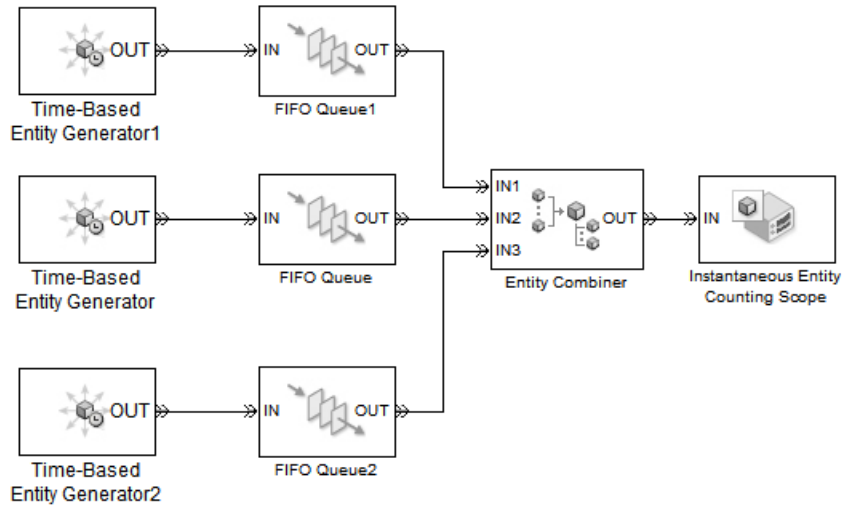 OUT
Time-Based
Entity Generator1
IN
OUT
FIFO Queue1
OUT
Time-Based
Entity Generator
IN
OUT
FIFO Queue
OUT
Time-Based
Entity Generator2
IN
OUT
FIFO Queue2
IN1
IN2
IN3
OUT
Entity Combiner
IN
Instantaneous Entity
Counting Scope